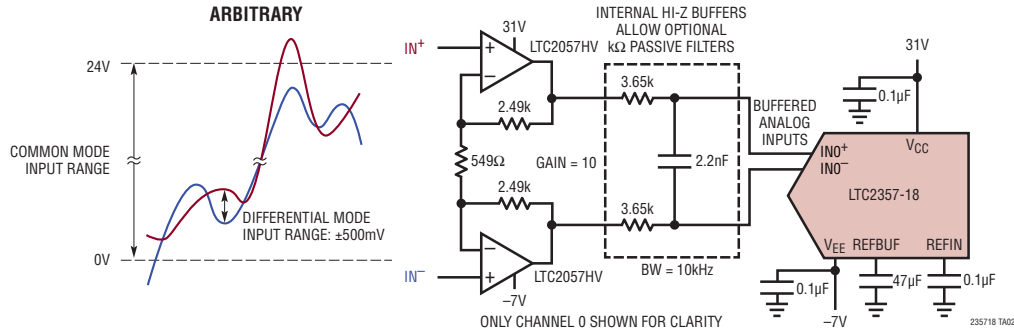 ARBITRARY
24V
COMMON MODE
INPUT RANGE
DIFFERENTIAL MODE
INPUT RANGE: ±500mV
0V
IN+
31V
LTC2057HV
2.49k
549Ω
GAIN = 10
2.49k
IN−
LTC2057HV
−7V
INTERNAL HI-Z BUFFERS
ALLOW OPTIONAL
kΩ PASSIVE FILTERS
3.65k
2.2nF
3.65k
BW = 10kHz
BUFFERED
ANALOG
INPUTS
31V
0.1µF
VCC
IN0+
IN0−
LTC2357-18
VEE
REFBUF
REFIN
0.1µF
47µF
0.1µF
−7V
ONLY CHANNEL 0 SHOWN FOR CLARITY
235718 TA02